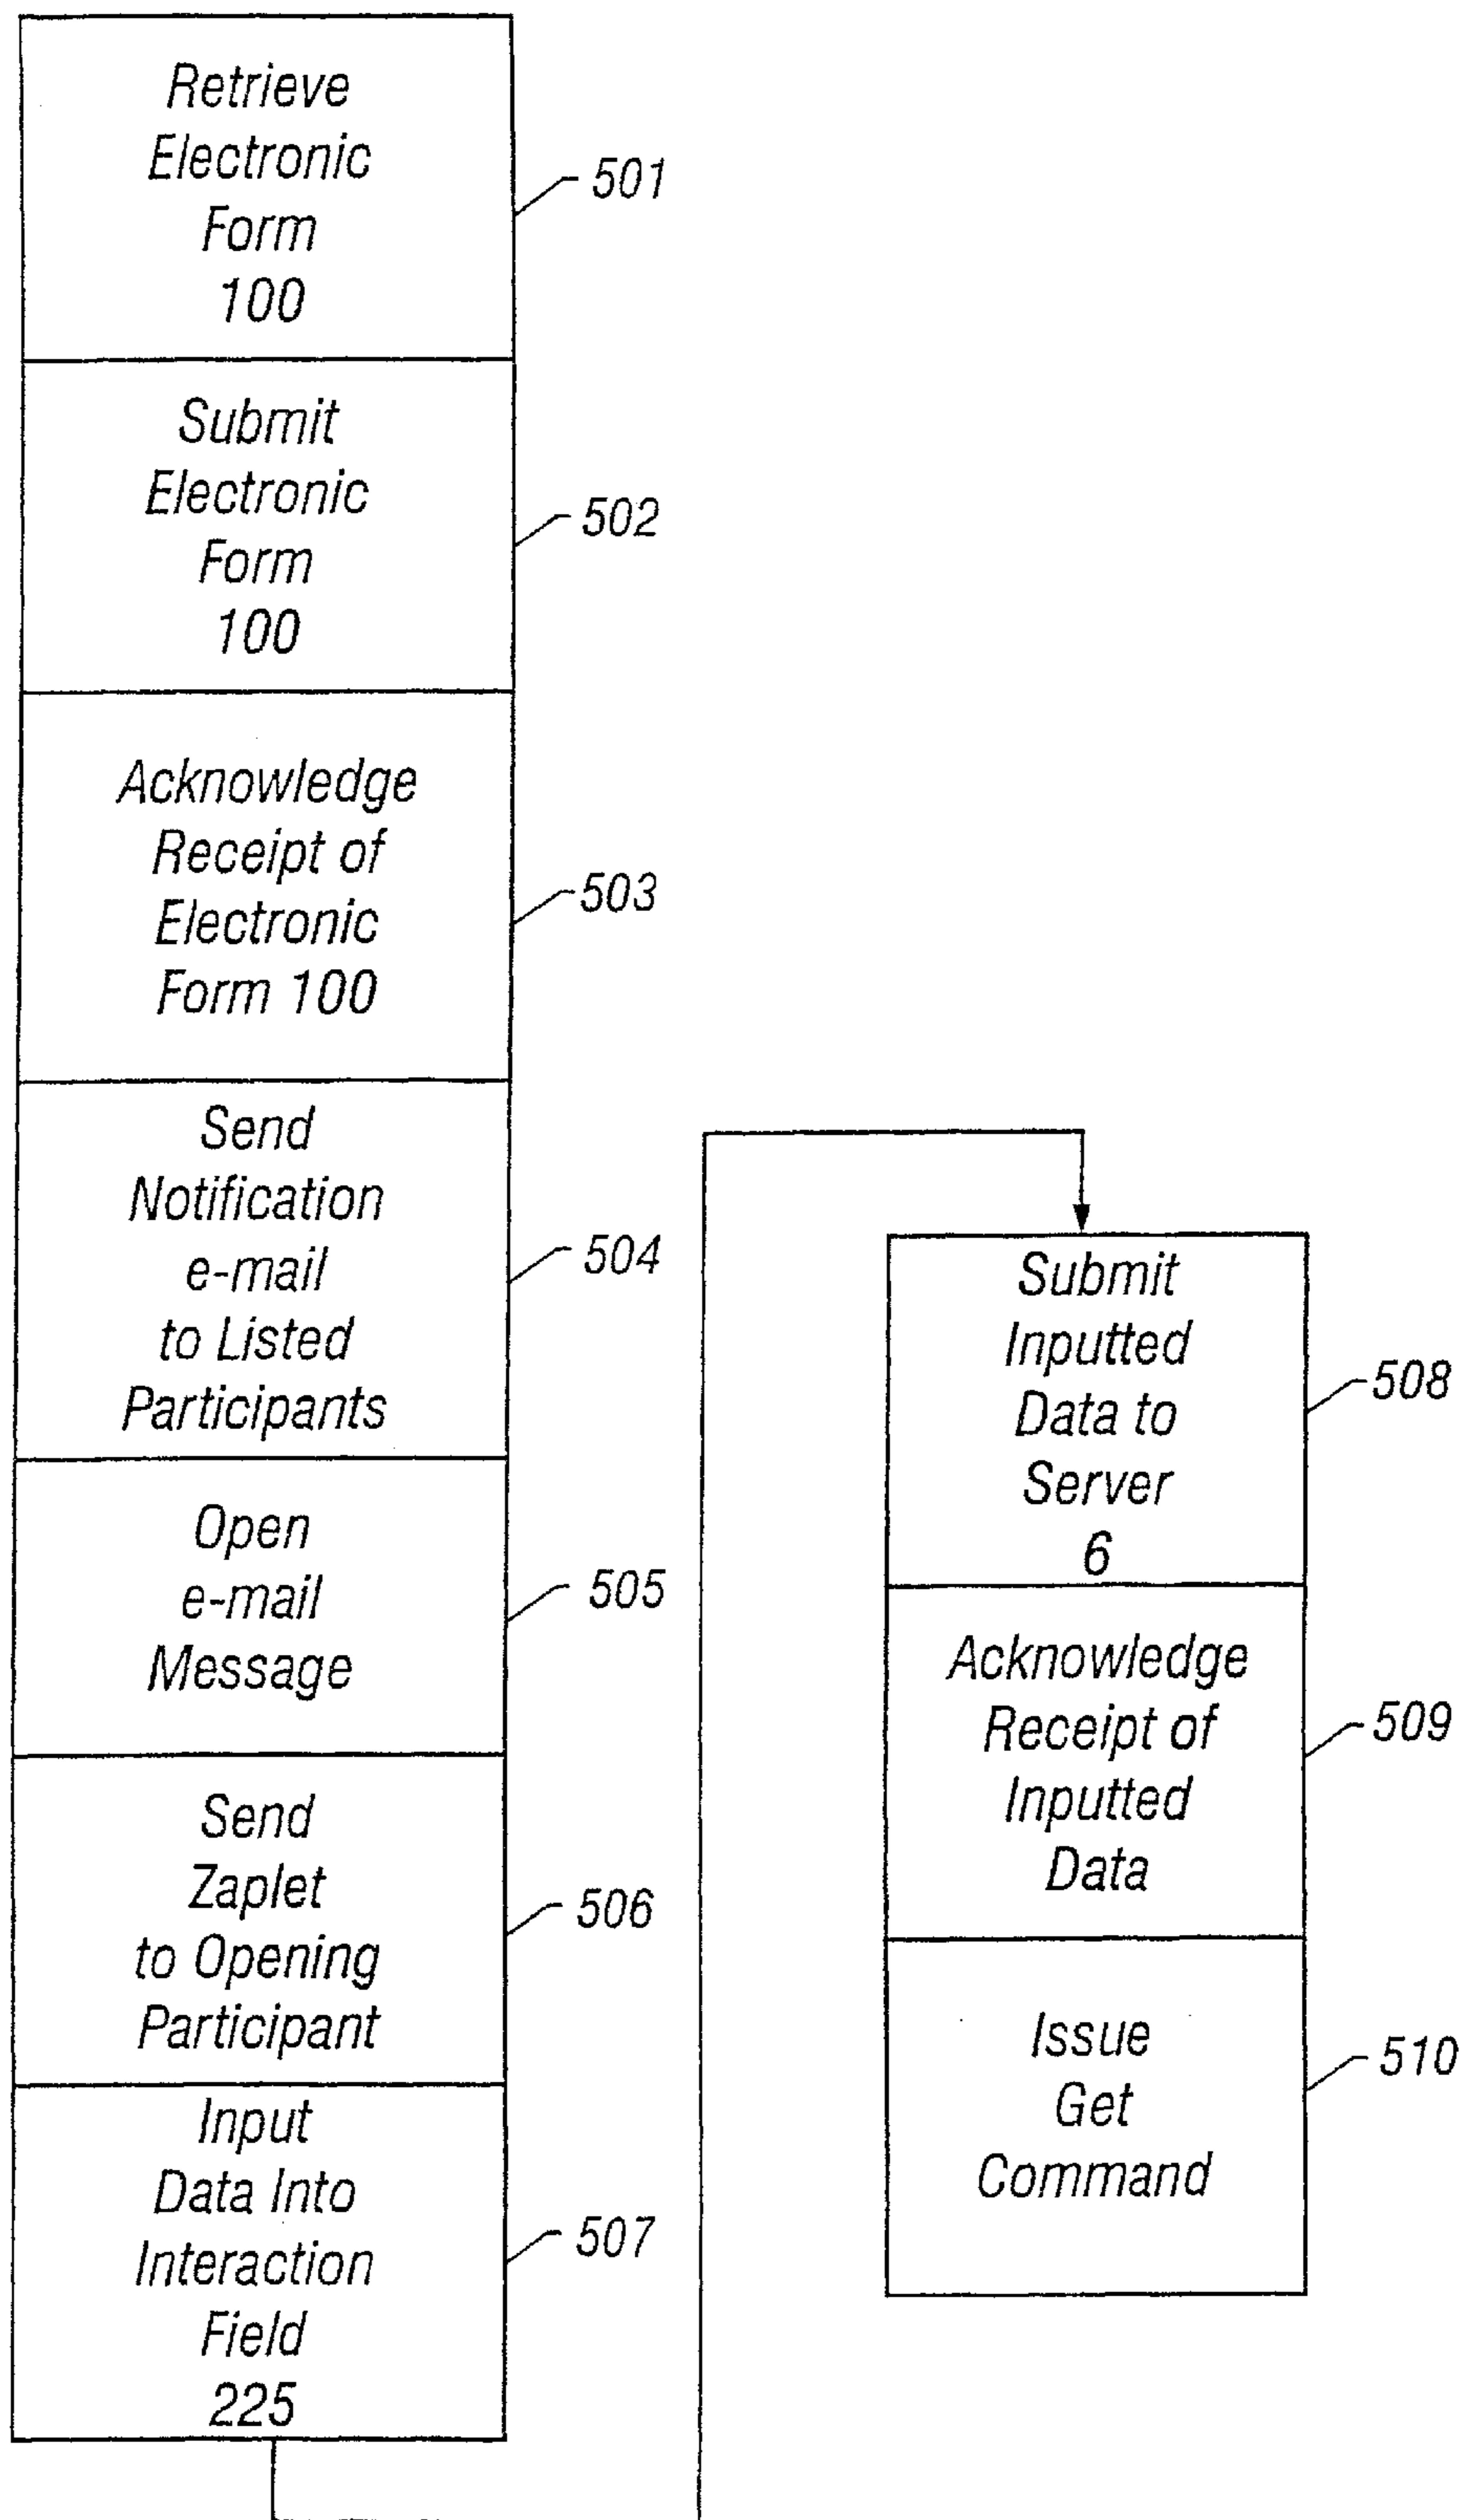 Retrieve
Electronic
Form
100
501
Submit
Electronic
Form
100
502
Acknowledge
Receipt of
Electronic
Form 100
503
Send
Notification
e-mail
to Listed
Participants
504
Open
e-mail
Message
505
Send
Zaplet
to Opening
Participant
506
Input
Data Into
Interaction
Field
225
507
Submit
Inputted
Data to
Server
6
508
Acknowledge
Receipt of
Inputted
Data
509
Issue
Get
Command
510